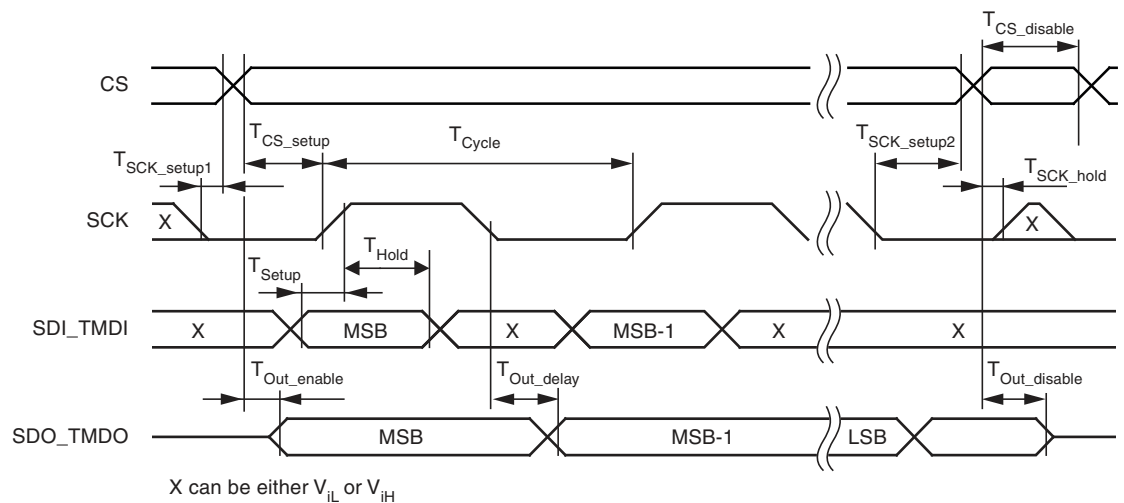 T_CS_disable
CS
T_CS_setup
T_Cycle
T_SCK_setup2
T_SCK_setup1
T_SCK_hold
SCK
X
X
T_Setup
T_Hold
SDI_TMDI
X
MSB
X
MSB-1
X
X
T_Out_enable
T_Out_delay
T_Out_disable
SDO_TMDO
MSB
MSB-1
LSB
X can be either V_iL or V_iH